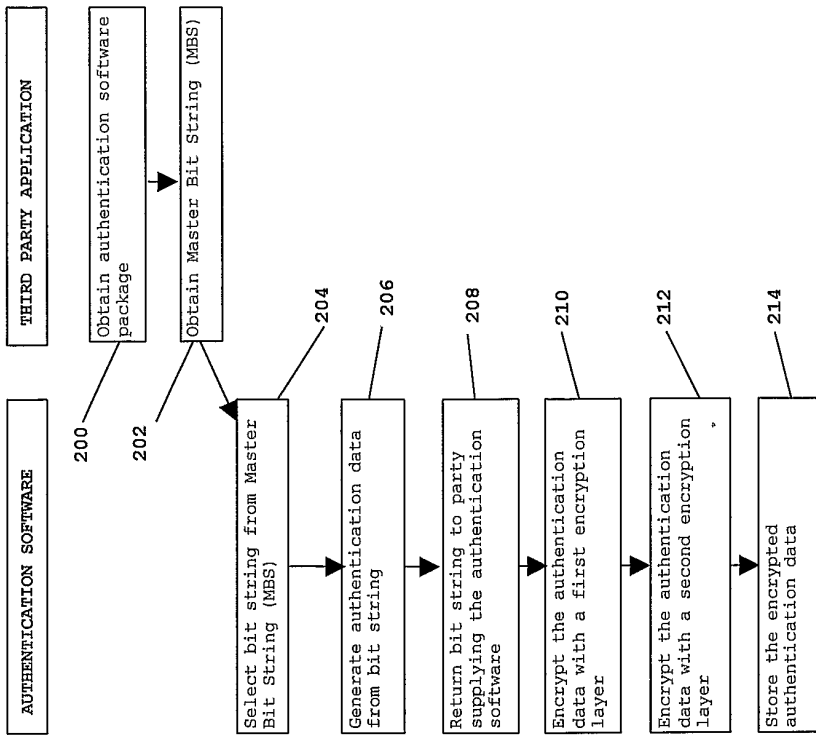 AUTHENTICATION SOFTWARE
THIRD PARTY APPLICATION
200
Obtain authentication software
package
202
Obtain Master Bit String (MBS)
Select bit string from Master
Bit String (MBS)
204
Generate authentication data
from bit string
206
Return bit string to party
supplying the authentication
software
208
Encrypt the authentication
data with a first encryption
layer
210
Encrypt the authentication
data with a second encryption
layer
212
Store the encrypted
authentication data
214